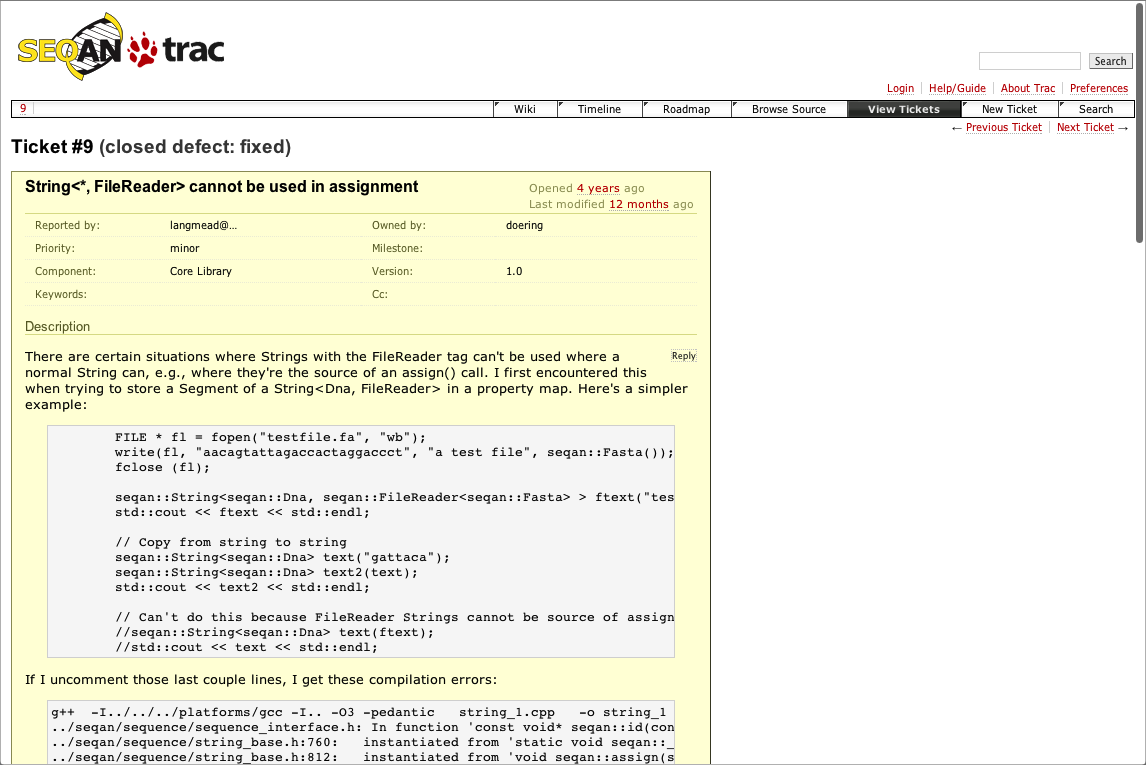 SEQAN trac
Search
Login Help/Guide About Trac Preferences
9 Wiki Timeline Roadmap Browse Source View Tickets New Ticket Search
← Previous Ticket Next Ticket →
Ticket #9 (closed defect: fixed)
String<*, FileReader> cannot be used in assignment
Opened 4 years ago
Last modified 12 months ago
Reported by: langmead@... Owned by: doering
Priority: minor Milestone:
Component: Core Library Version: 1.0
Keywords: Cc:
Description
Reply
There are certain situations where Strings with the FileReader tag can't be used where a
normal String can, e.g., where they're the source of an assign() call. I first encountered this
when trying to store a Segment of a String<Dna, FileReader> in a property map. Here's a simpler
example:
FILE * fl = fopen("testfile.fa", "wb");
write(fl, "aacagtattagaccactaggaccct", "a test file", seqan::Fasta());
fclose (fl);
seqan::String<seqan::Dna, seqan::FileReader<seqan::Fasta> > ftext("tes
std::cout << ftext << std::endl;
// Copy from string to string
seqan::String<seqan::Dna> text("gattaca");
seqan::String<seqan::Dna> text2(text);
std::cout << text2 << std::endl;
// Can't do this because FileReader Strings cannot be source of assign
//seqan::String<seqan::Dna> text(ftext);
//std::cout << text << std::endl;
If I uncomment those last couple lines, I get these compilation errors:
g++ -I../../../platforms/gcc -I.. -O3 -pedantic string_1.cpp -o string_1
../seqan/sequence/sequence_interface.h: In function 'const void* seqan::id(con
../seqan/sequence/string_base.h:760: instantiated from 'static void seqan::_
../seqan/sequence/string_base.h:812: instantiated from 'void seqan::assign(s